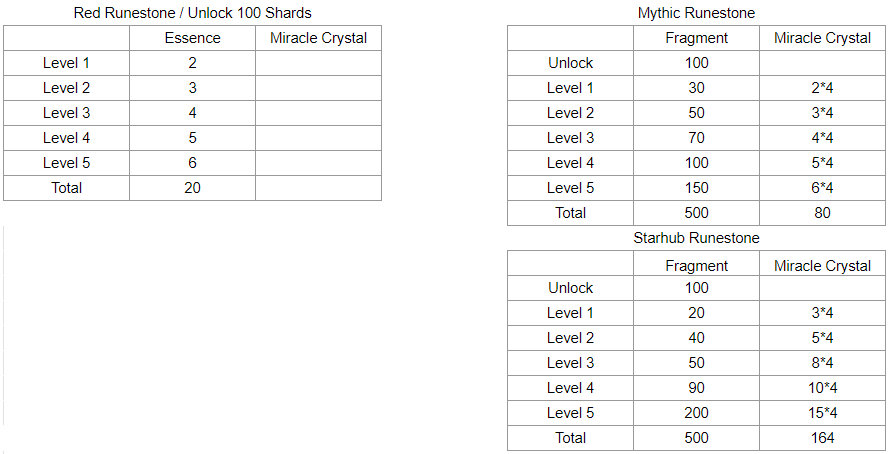 Red Runestone / Unlock 100 Shards
Essence Miracle Crystal
Level 1 2
Level 2 3
Level 3 4
Level 4 5
Level 5 6
Total 20
Mythic Runestone
Fragment Miracle Crystal
Unlock 100
Level 1 30 2*4
Level 2 50 3*4
Level 3 70 4*4
Level 4 100 5*4
Level 5 150 6*4
Total 500 80
Starhub Runestone
Fragment Miracle Crystal
Unlock 100
Level 1 20 3*4
Level 2 40 5*4
Level 3 50 8*4
Level 4 90 10*4
Level 5 200 15*4
Total 500 164